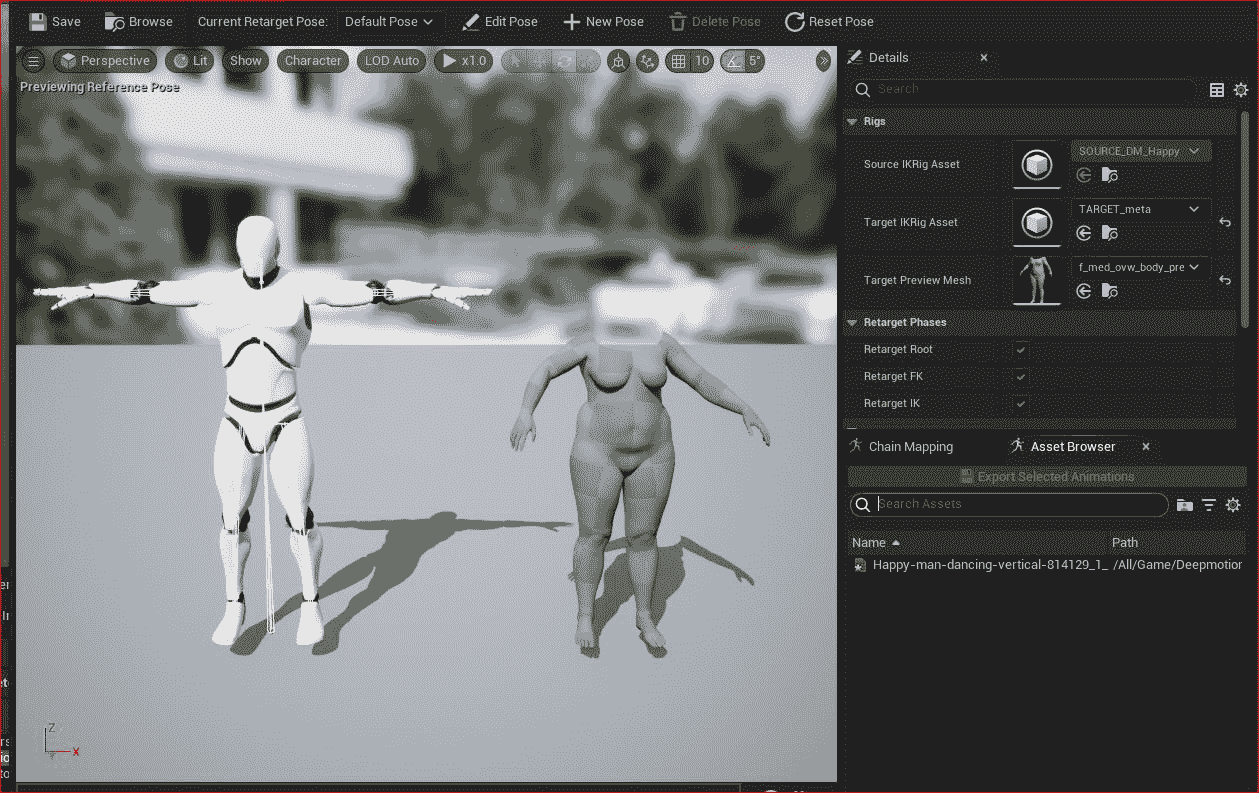 Save Browse Current Retarget Pose: Default Pose Edit Pose New Pose Delete Pose Reset Pose
Perspective Lit Show Character LOD Auto x1.0 10 5°
Previewing Reference Pose
Details
Search
Rigs
Source IKRig Asset SOURCE_DM_Happy
Target IKRig Asset TARGET_meta
Target Preview Mesh f_med_ovw_body_pre
Retarget Phases
Retarget Root
Retarget FK
Retarget IK
Chain Mapping Asset Browser
Export Selected Animations
Search Assets
Name Path
Happy-man-dancing-vertical-814129_1_ /All/Game/Deepmotion
Z
Y X